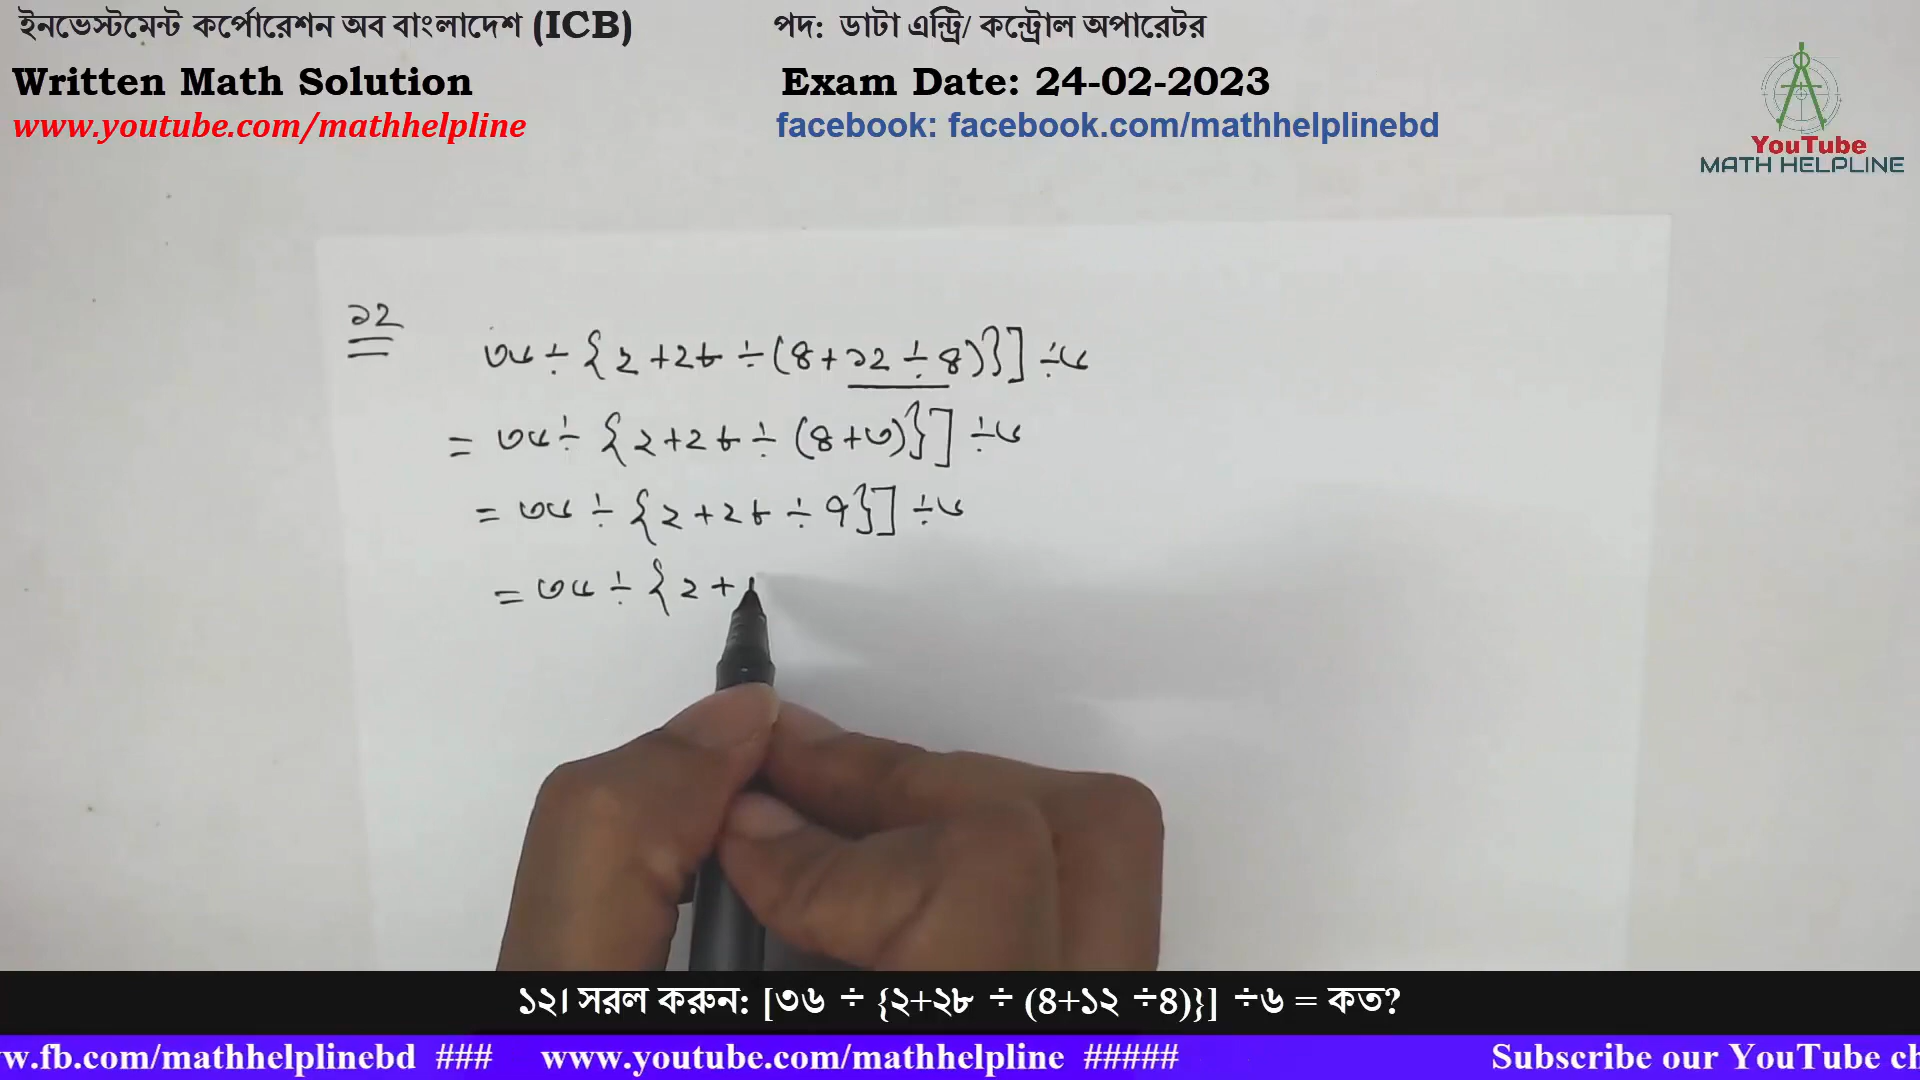 ইনভেস্টমেন্ট কর্পোরেশন অব বাংলাদেশ (ICB)
পদ: ডাটা এন্ট্রি/ কন্ট্রোল অপারেটর
Written Math Solution
Exam Date: 24-02-2023
www.youtube.com/mathhelpline
facebook: facebook.com/mathhelplinebd
YouTube
MATH HELPLINE
১২
৩৬ ÷ {২ +২৮ ÷ (৪+১২ ÷ ৪)}] ÷৬
= ৩৬ ÷ {২+২৮ ÷ (৪+৩)}] ÷৬
= ৩৬ ÷ {২+২৮ ÷ ৭}] ÷৬
= ৩৬ ÷ {২ +
১২। সরল করুন: [৩৬ ÷ {২+২৮ ÷ (৪+১২ ÷৪)}] ÷৬ = কত?
w.fb.com/mathhelplinebd ### www.youtube.com/mathhelpline ##### Subscribe our YouTube ch